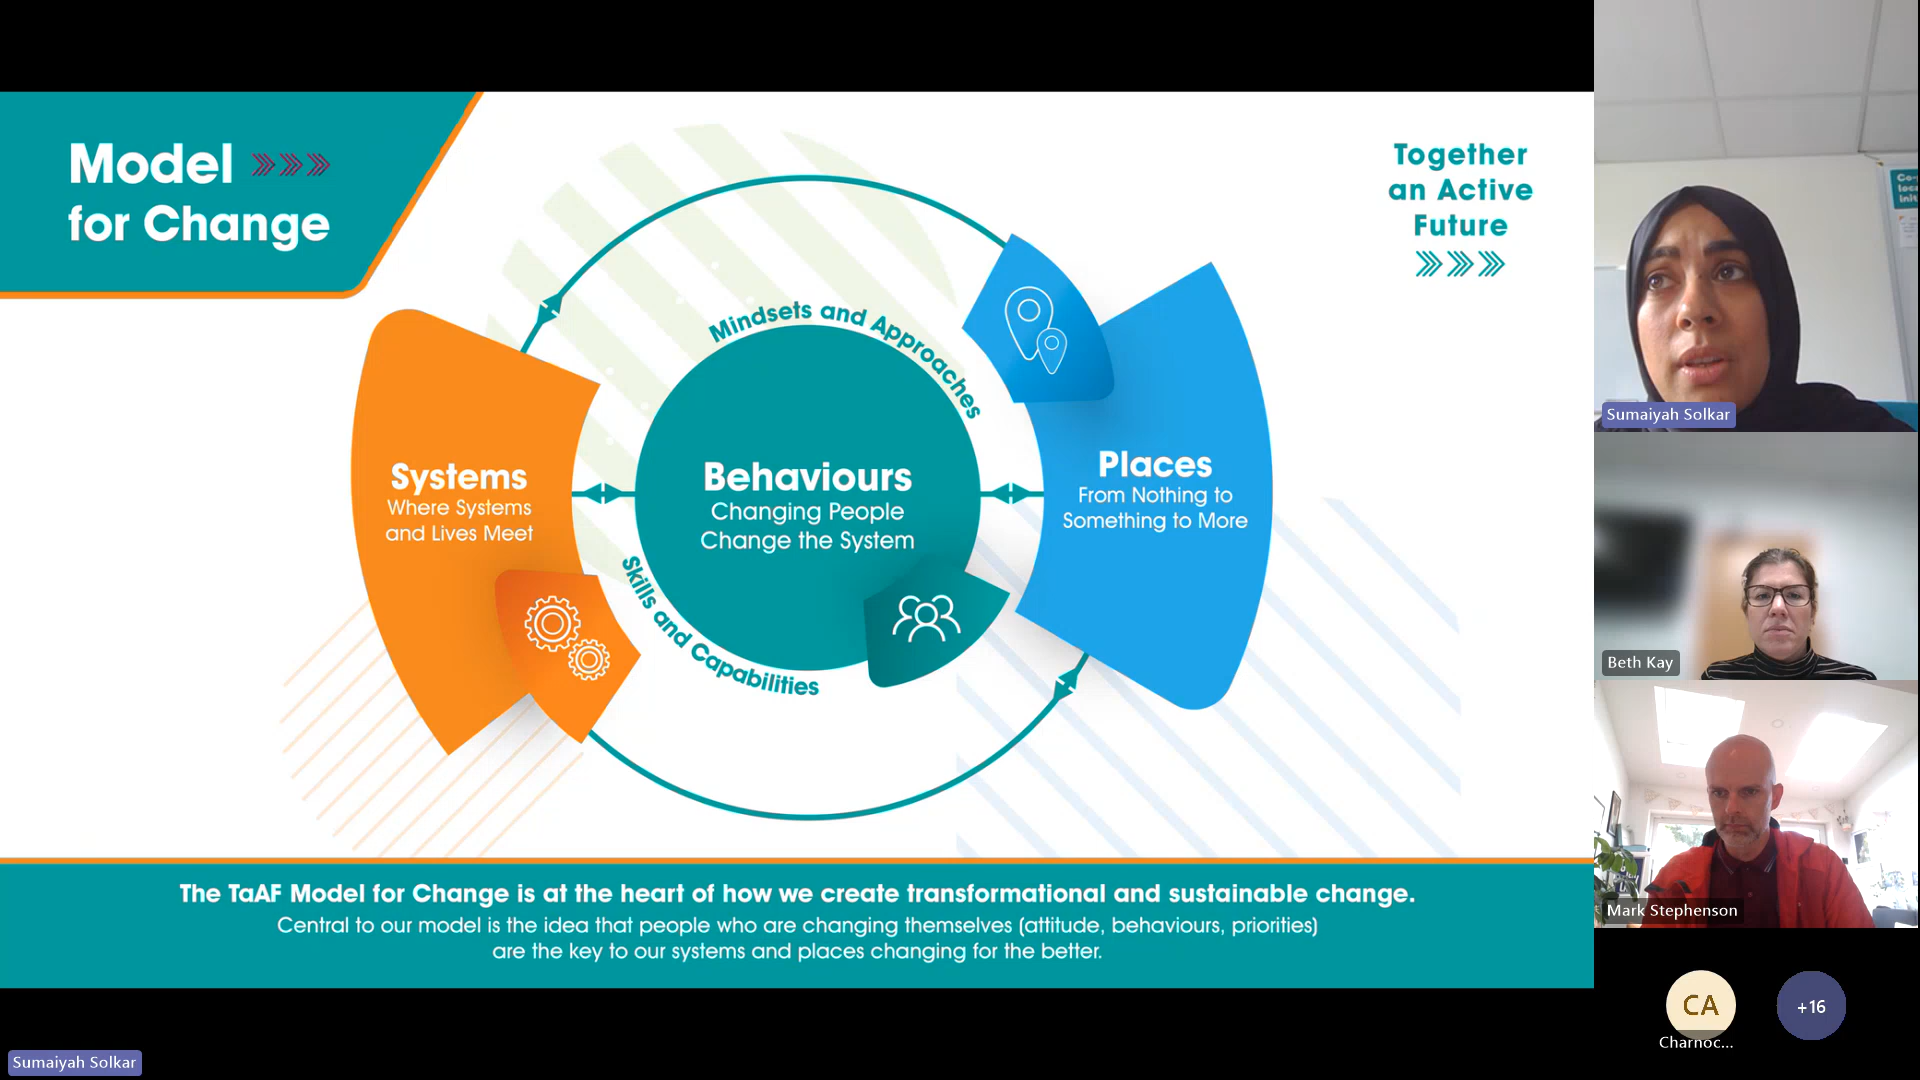 Model
for Change
Together
an Active
Future
Mindsets and Approaches
Systems
Where Systems
and Lives Meet
Behaviours
Changing People
Change the System
Places
From Nothing to
Something to More
Skills and Capabilities
The TaAF Model for Change is at the heart of how we create transformational and sustainable change.
Central to our model is the idea that people who are changing themselves (attitude, behaviours, priorities)
are the key to our systems and places changing for the better.
Sumaiyah Solkar
Sumaiyah Solkar
Beth Kay
Mark Stephenson
CA
Charnoc...
+16